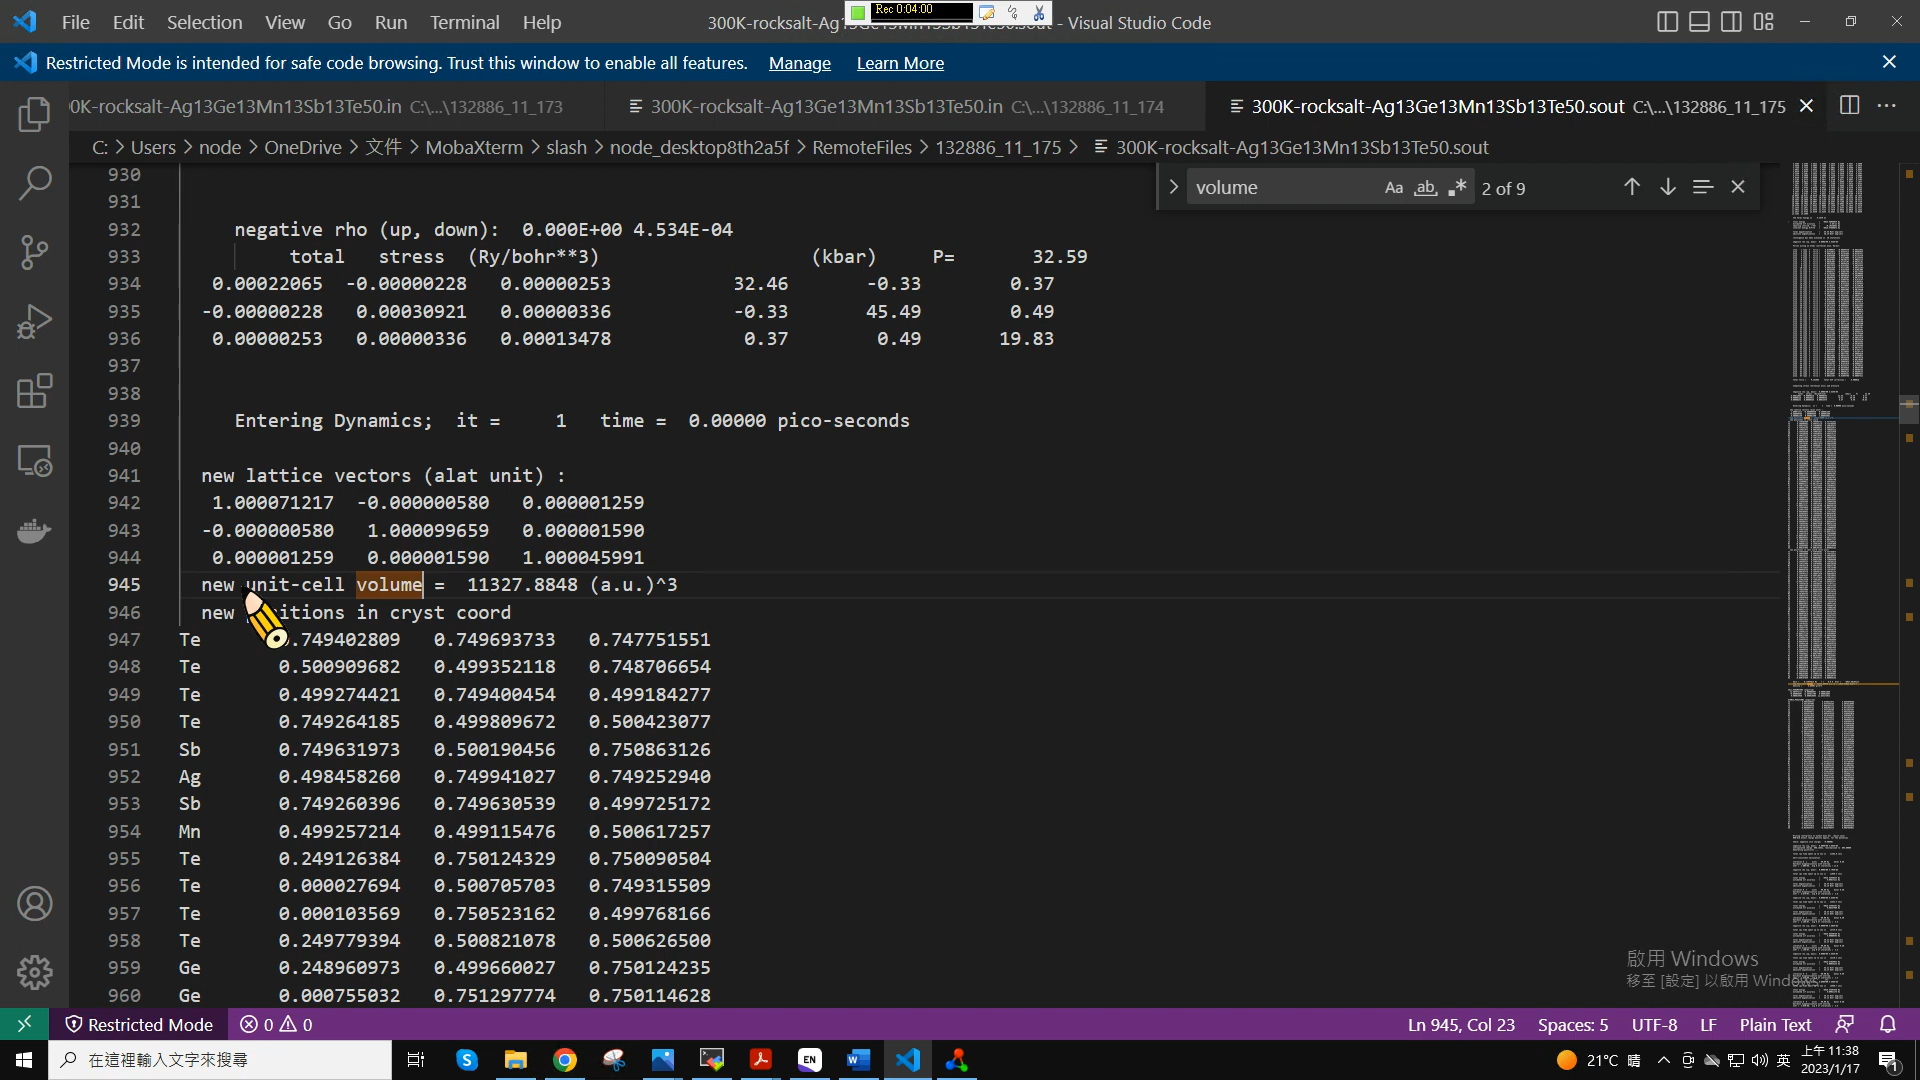 File Edit Selection View Go Run Terminal Help
Rec 0:04:00
- Visual Studio Code
Restricted Mode is intended for safe code browsing. Trust this window to enable all features. Manage Learn More
0K-rocksalt-Ag13Ge13Mn13Sb13Te50.in C:\...\132886_11_173
300K-rocksalt-Ag13Ge13Mn13Sb13Te50.in C:\...\132886_11_174
300K-rocksalt-Ag13Ge13Mn13Sb13Te50.sout C:\...\132886_11_175
C: > Users > node > OneDrive > 文件 > MobaXterm > slash > node_desktop8th2a5f > RemoteFiles > 132886_11_175 > 300K-rocksalt-Ag13Ge13Mn13Sb13Te50.sout
volume Aa ab 2 of 9
930
931
932 negative rho (up, down): 0.000E+00 4.534E-04
933 total stress (Ry/bohr**3) (kbar) P= 32.59
934 0.00022065 -0.00000228 0.00000253 32.46 -0.33 0.37
935 -0.00000228 0.00030921 0.00000336 -0.33 45.49 0.49
936 0.00000253 0.00000336 0.00013478 0.37 0.49 19.83
937
938
939 Entering Dynamics; it = 1 time = 0.00000 pico-seconds
940
941 new lattice vectors (alat unit) :
942 1.000071217 -0.000000580 0.000001259
943 -0.000000580 1.000099659 0.000001590
944 0.000001259 0.000001590 1.000045991
945 new unit-cell volume = 11327.8848 (a.u.)^3
946 new itions in cryst coord
947 Te .749402809 0.749693733 0.747751551
948 Te 0.500909682 0.499352118 0.748706654
949 Te 0.499274421 0.749400454 0.499184277
950 Te 0.749264185 0.499809672 0.500423077
951 Sb 0.749631973 0.500190456 0.750863126
952 Ag 0.498458260 0.749941027 0.749252940
953 Sb 0.749260396 0.749630539 0.499725172
954 Mn 0.499257214 0.499115476 0.500617257
955 Te 0.249126384 0.750124329 0.750090504
956 Te 0.000027694 0.500705703 0.749315509
957 Te 0.000103569 0.750523162 0.499768166
958 Te 0.249779394 0.500821078 0.500626500
959 Ge 0.248960973 0.499660027 0.750124235
960 Ge 0.000755032 0.751297774 0.750114628
啟用 Windows
移至 [設定] 以啟用 Windows
Restricted Mode 0 0
Ln 945, Col 23 Spaces: 5 UTF-8 LF Plain Text
在這裡輸入文字來搜尋
EN
21°C 晴 英 上午 11:38
2023/1/17
1